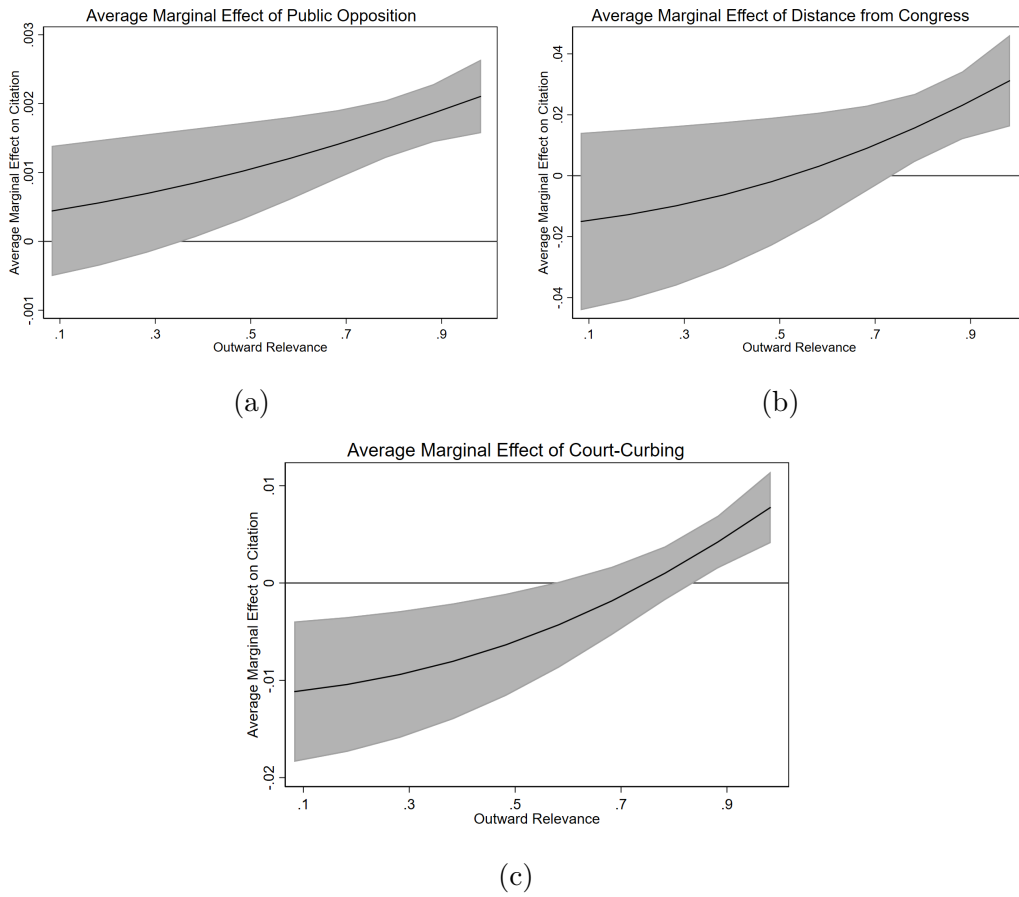 Average Marginal Effect of Public Opposition
Average Marginal Effect on Citation
.003
.002
.001
0
-.001
.1 .3 .5 .7 .9
Outward Relevance
(a)
Average Marginal Effect of Distance from Congress
Average Marginal Effect on Citation
.04
.02
0
-.02
-.04
.1 .3 .5 .7 .9
Outward Relevance
(b)
Average Marginal Effect of Court-Curbing
Average Marginal Effect on Citation
.01
0
-.01
-.02
.1 .3 .5 .7 .9
Outward Relevance
(c)